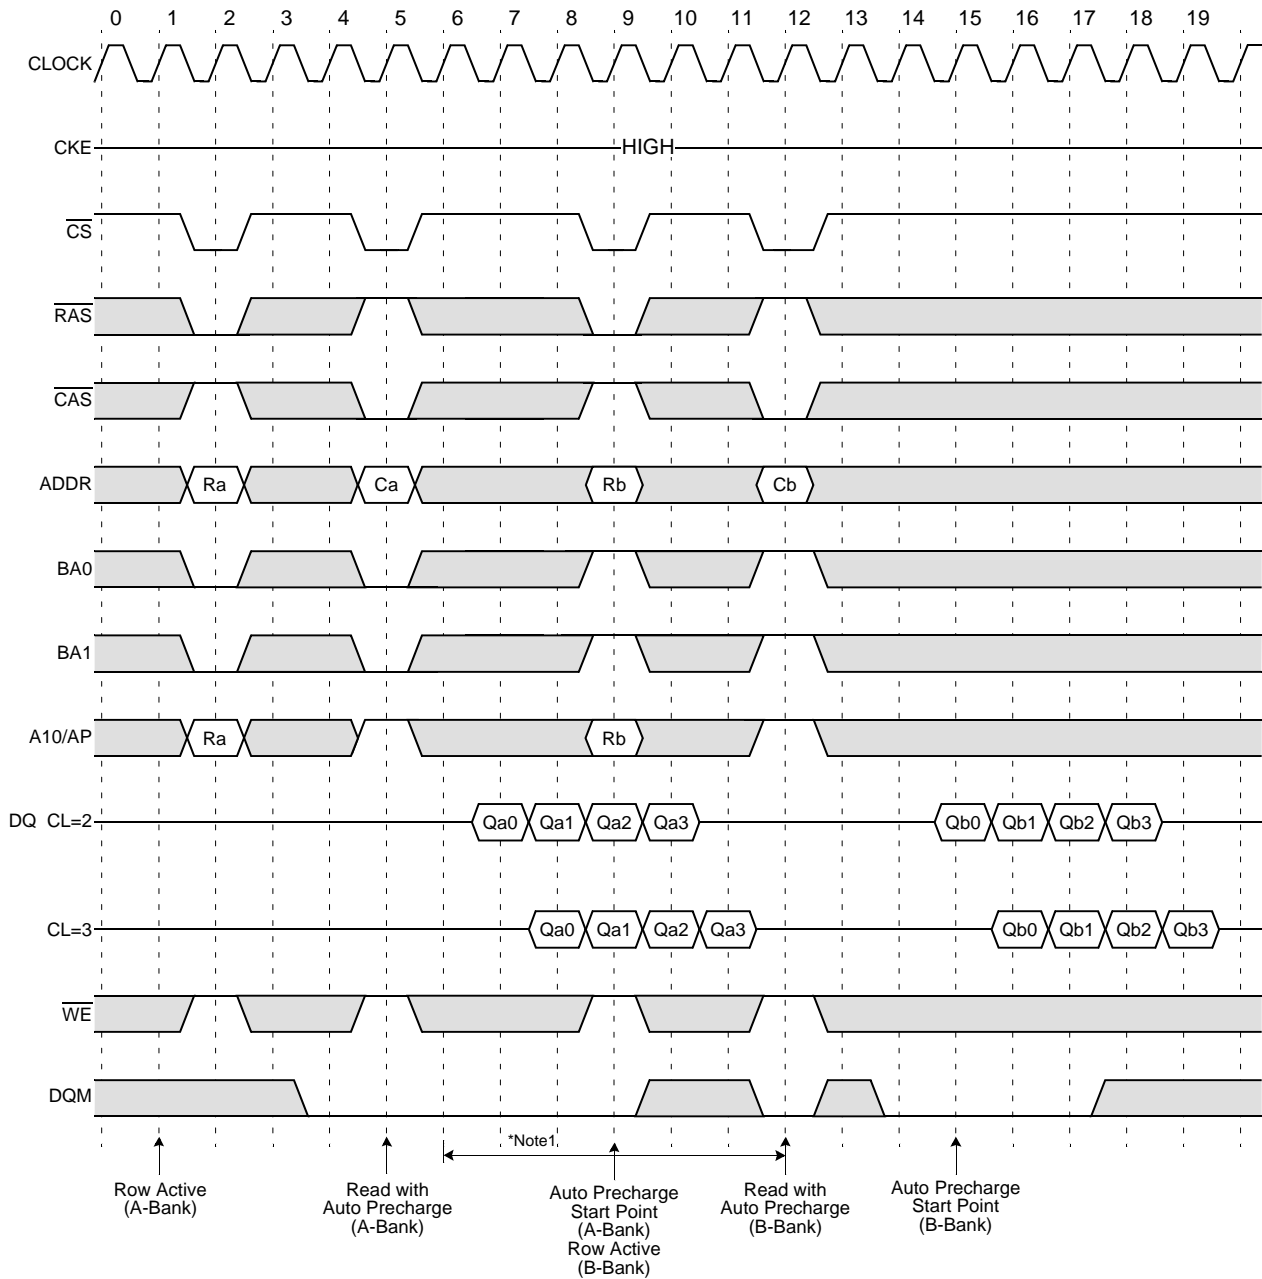 0 1 2 3 4 5 6 7 8 9 10 11 12 13 14 15 16 17 18 19
CLOCK
CKE HIGH
CS
RAS
CAS
ADDR Ra Ca Rb Cb
BA0
BA1
A10/AP Ra Rb
DQ CL=2 Qa0 Qa1 Qa2 Qa3 Qb0 Qb1 Qb2 Qb3
CL=3 Qa0 Qa1 Qa2 Qa3 Qb0 Qb1 Qb2 Qb3
WE
DQM
*Note1
Row Active
(A-Bank)
Read with
Auto Precharge
(A-Bank)
Auto Precharge
Start Point
(A-Bank)
Row Active
(B-Bank)
Read with
Auto Precharge
(B-Bank)
Auto Precharge
Start Point
(B-Bank)